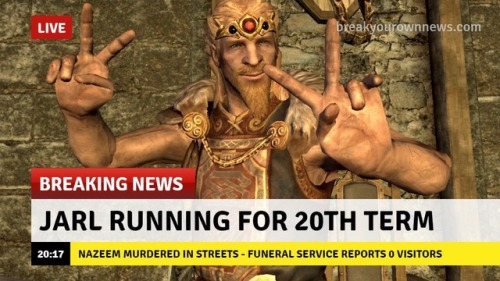 LIVE
breakyourownnews.com
BREAKING NEWS
JARL RUNNING FOR 20TH TERM
20:17 NAZEEM MURDERED IN STREETS - FUNERAL SERVICE REPORTS 0 VISITORS